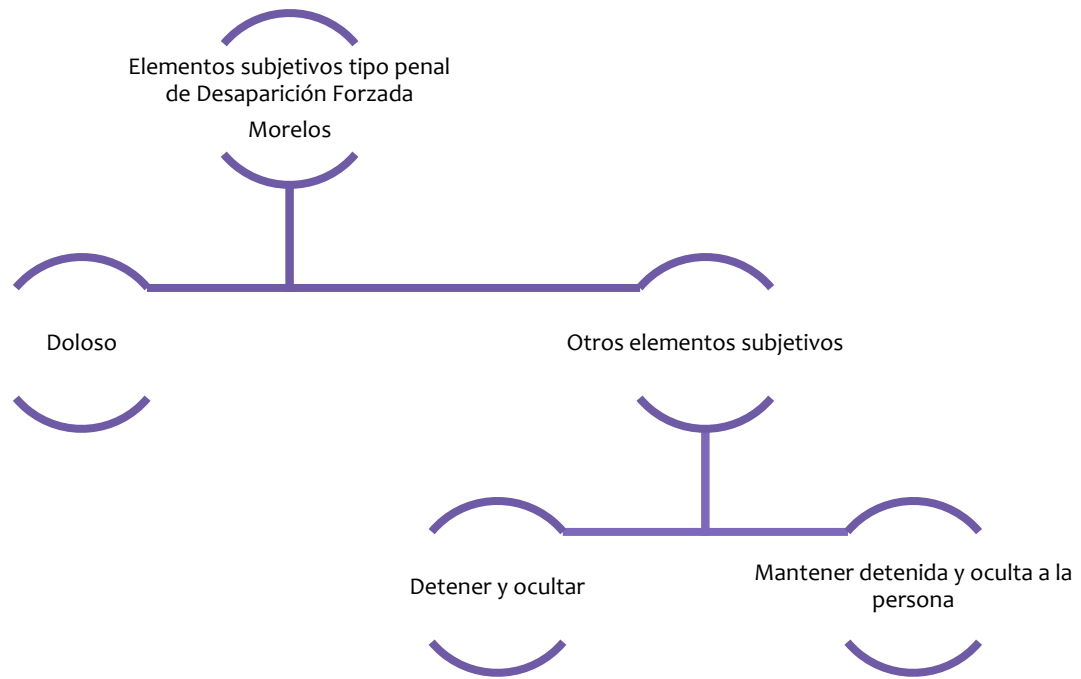 Elementos subjetivos tipo penal
de Desaparición Forzada
Morelos
Doloso
Otros elementos subjetivos
Detener y ocultar
Mantener detenida y oculta a la
persona